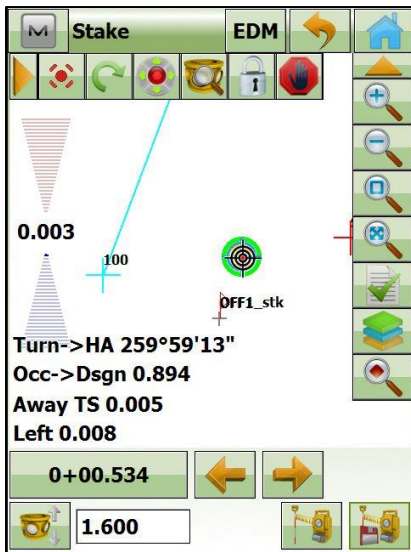 M Stake EDM
0.003
100
OFF1_stk
Turn->HA 259°59'13"
Occ->Dsgn 0.894
Away TS 0.005
Left 0.008
0+00.534
1.600